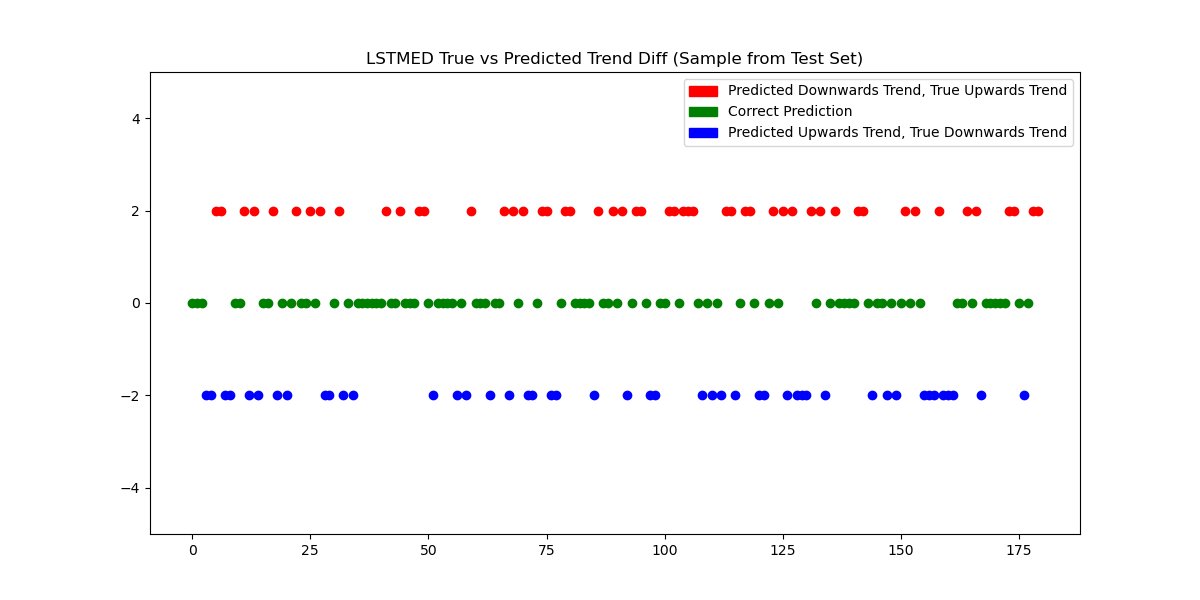 LSTMED True vs Predicted Trend Diff (Sample from Test Set)
Predicted Downwards Trend, True Upwards Trend
Correct Prediction
Predicted Upwards Trend, True Downwards Trend
4
2
0
−2
−4
0 25 50 75 100 125 150 175